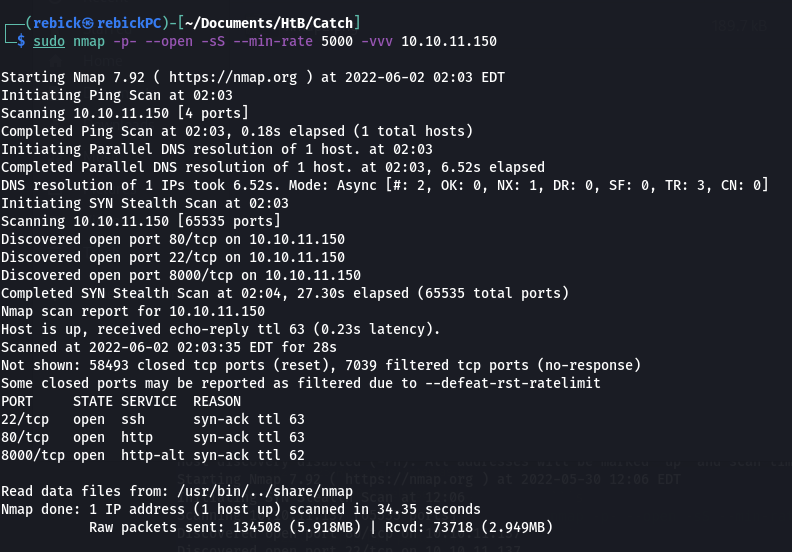 ┌──(rebick㉿rebickPC)-[~/Documents/HtB/Catch]
└─$ sudo nmap -p- --open -sS --min-rate 5000 -vvv 10.10.11.150
Starting Nmap 7.92 ( https://nmap.org ) at 2022-06-02 02:03 EDT
Initiating Ping Scan at 02:03
Scanning 10.10.11.150 [4 ports]
Completed Ping Scan at 02:03, 0.18s elapsed (1 total hosts)
Initiating Parallel DNS resolution of 1 host. at 02:03
Completed Parallel DNS resolution of 1 host. at 02:03, 6.52s elapsed
DNS resolution of 1 IPs took 6.52s. Mode: Async [#: 2, OK: 0, NX: 1, DR: 0, SF: 0, TR: 3, CN: 0]
Initiating SYN Stealth Scan at 02:03
Scanning 10.10.11.150 [65535 ports]
Discovered open port 80/tcp on 10.10.11.150
Discovered open port 22/tcp on 10.10.11.150
Discovered open port 8000/tcp on 10.10.11.150
Completed SYN Stealth Scan at 02:04, 27.30s elapsed (65535 total ports)
Nmap scan report for 10.10.11.150
Host is up, received echo-reply ttl 63 (0.23s latency).
Scanned at 2022-06-02 02:03:35 EDT for 28s
Not shown: 58493 closed tcp ports (reset), 7039 filtered tcp ports (no-response)
Some closed ports may be reported as filtered due to --defeat-rst-ratelimit
PORT     STATE SERVICE  REASON
22/tcp   open  ssh      syn-ack ttl 63
80/tcp   open  http     syn-ack ttl 63
8000/tcp open  http-alt syn-ack ttl 62
Starting Nmap 7.92 ( https://nmap.org ) at 2022-05-30 12:06 EDT
Read data files from: /usr/bin/../share/nmap
Nmap done: 1 IP address (1 host up) scanned in 34.35 seconds
           Raw packets sent: 134508 (5.918MB) | Rcvd: 73718 (2.949MB)